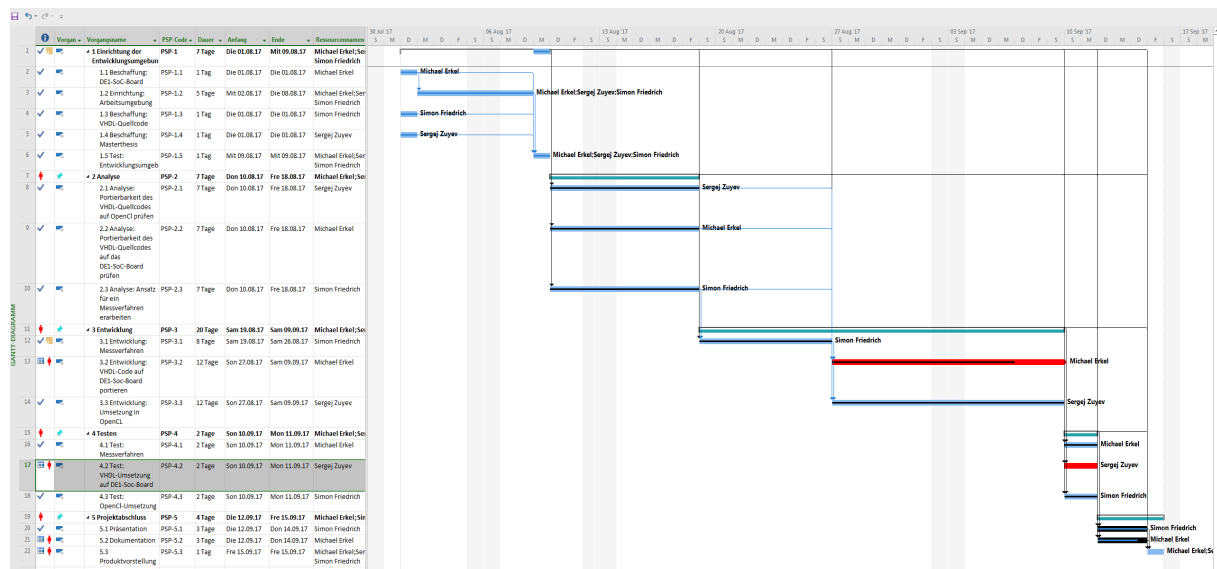 30 Jul '17 06 Aug '17 13 Aug '17 20 Aug '17 27 Aug '17 03 Sep '17 10 Sep '17 17 Sep '17
Vorgan Vorgangsname PSP-Code Dauer Anfang Ende Ressourcennamen
S M D M D F S S M D M D F S S M D M D F S S M D M D F S S M D M D F S S M D M D F S S M D M D F S S M
GANTT-DIAGRAMM
1 1 Einrichtung der PSP-1 7 Tage Die 01.08.17 Mit 09.08.17 Michael Erkel;Ser
Entwicklungsumgebun Simon Friedrich
2 1.1 Beschaffung: PSP-1.1 1 Tag Die 01.08.17 Die 01.08.17 Michael Erkel Michael Erkel
DE1-SoC-Board
3 1.2 Einrichtung: PSP-1.2 5 Tage Mit 02.08.17 Die 08.08.17 Michael Erkel;Ser Michael Erkel;Sergej Zuyev;Simon Friedrich
Arbeitsumgebung Simon Friedrich
4 1.3 Beschaffung: PSP-1.3 1 Tag Die 01.08.17 Die 01.08.17 Simon Friedrich Simon Friedrich
VHDL-Quellcode
5 1.4 Beschaffung: PSP-1.4 1 Tag Die 01.08.17 Die 01.08.17 Sergej Zuyev Sergej Zuyev
Masterthesis
6 1.5 Test: PSP-1.5 1 Tag Mit 09.08.17 Mit 09.08.17 Michael Erkel;Ser Michael Erkel;Sergej Zuyev;Simon Friedrich
Entwicklungsumgeb Simon Friedrich
7 2 Analyse PSP-2 7 Tage Don 10.08.17 Fre 18.08.17 Michael Erkel;Sei
8 2.1 Analyse: PSP-2.1 7 Tage Don 10.08.17 Fre 18.08.17 Sergej Zuyev Sergej Zuyev
Portierbarkeit des
VHDL-Quellcodes
auf OpenCl prüfen
9 2.2 Analyse: PSP-2.2 7 Tage Don 10.08.17 Fre 18.08.17 Michael Erkel Michael Erkel
Portierbarkeit des
VHDL-Quellcodes
auf das
DE1-SoC-Board
prüfen
10 2.3 Analyse: Ansatz PSP-2.3 7 Tage Don 10.08.17 Fre 18.08.17 Simon Friedrich Simon Friedrich
für ein
Messverfahren
erarbeiten
11 3 Entwicklung PSP-3 20 Tage Sam 19.08.17 Sam 09.09.17 Michael Erkel;Sei
12 3.1 Entwicklung: PSP-3.1 8 Tage Sam 19.08.17 Sam 26.08.17 Simon Friedrich Simon Friedrich
Messverfahren
13 3.2 Entwicklung: PSP-3.2 12 Tage Son 27.08.17 Sam 09.09.17 Michael Erkel Michael Erkel
VHDL-Code auf
DE1-Soc-Board
portieren
14 3.3 Entwicklung: PSP-3.3 12 Tage Son 27.08.17 Sam 09.09.17 Sergej Zuyev Sergej Zuyev
Umsetzung in
OpenCL
15 4 Testen PSP-4 2 Tage Son 10.09.17 Mon 11.09.17 Michael Erkel;Sei
16 4.1 Test: PSP-4.1 2 Tage Son 10.09.17 Mon 11.09.17 Michael Erkel Michael Erkel
Messverfahren
17 4.2 Test: PSP-4.2 2 Tage Son 10.09.17 Mon 11.09.17 Sergej Zuyev Sergej Zuyev
VHDL-Umsetzung
auf DE1-Soc-Board
18 4.3 Test: PSP-4.3 2 Tage Son 10.09.17 Mon 11.09.17 Simon Friedrich Simon Friedrich
OpenCl-Umsetzung
19 5 Projektabschluss PSP-5 4 Tage Die 12.09.17 Fre 15.09.17 Michael Erkel;Sin
20 5.1 Präsentation PSP-5.1 3 Tage Die 12.09.17 Don 14.09.17 Simon Friedrich Simon Friedrich
21 5.2 Dokumentation PSP-5.2 3 Tage Die 12.09.17 Don 14.09.17 Michael Erkel Michael Erkel
22 5.3 PSP-5.3 1 Tag Fre 15.09.17 Fre 15.09.17 Michael Erkel;Ser Michael Erkel;Se
Produktvorstellung Simon Friedrich